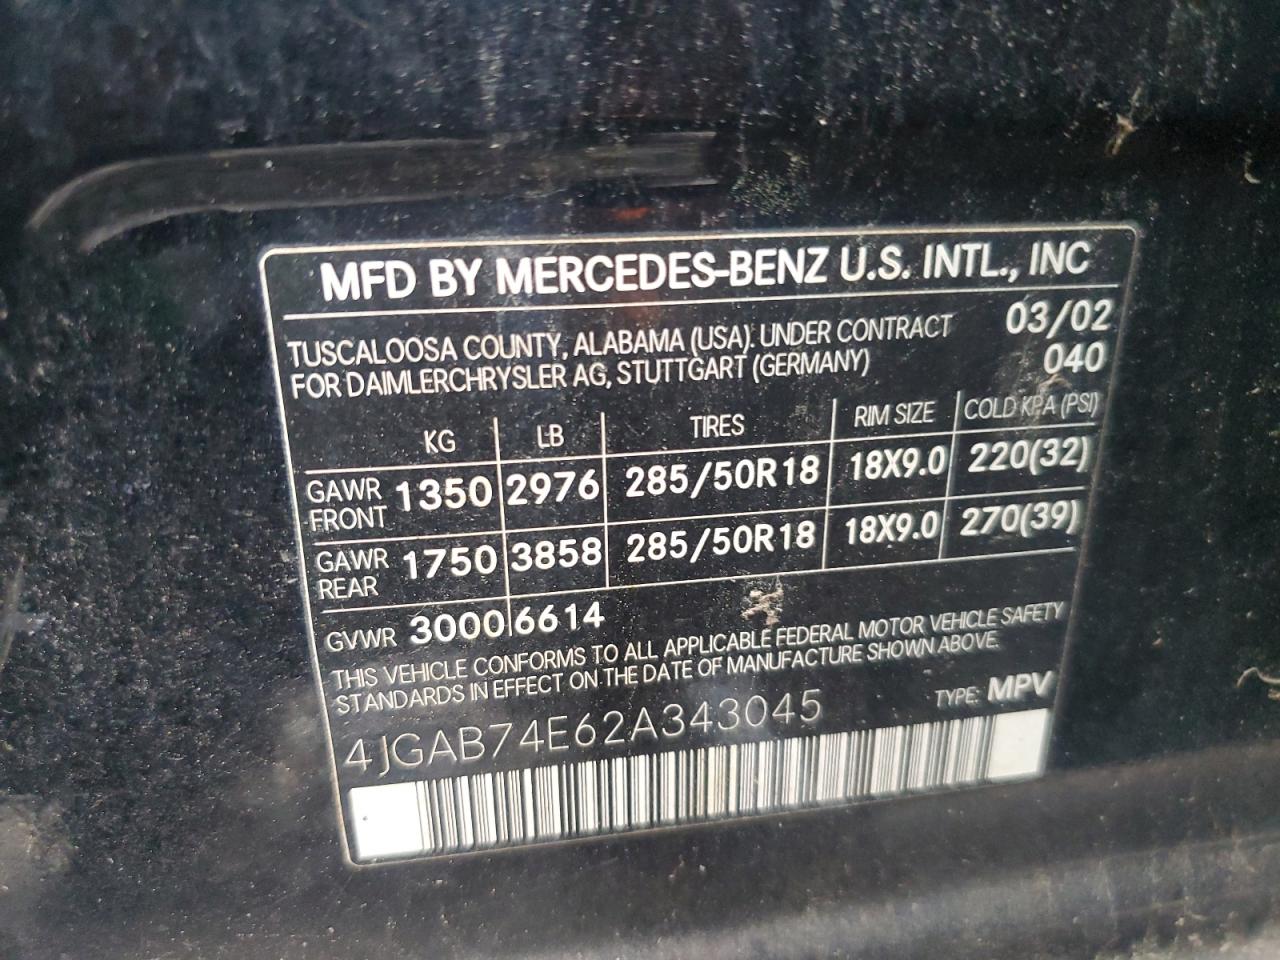 MFD BY MERCEDES-BENZ U.S. INTL., INC
TUSCALOOSA COUNTY, ALABAMA (USA). UNDER CONTRACT 03/02
FOR DAIMLERCHRYSLER AG, STUTTGART (GERMANY) 040
KG LB TIRES RIM SIZE COLD KPA (PSI)
GAWR FRONT 1350 2976 285/50R18 18X9.0 220(32)
GAWR REAR 1750 3858 285/50R18 18X9.0 270(39)
GVWR 3000 6614
THIS VEHICLE CONFORMS TO ALL APPLICABLE FEDERAL MOTOR VEHICLE SAFETY
STANDARDS IN EFFECT ON THE DATE OF MANUFACTURE SHOWN ABOVE.
4JGAB74E62A343045 TYPE: MPV